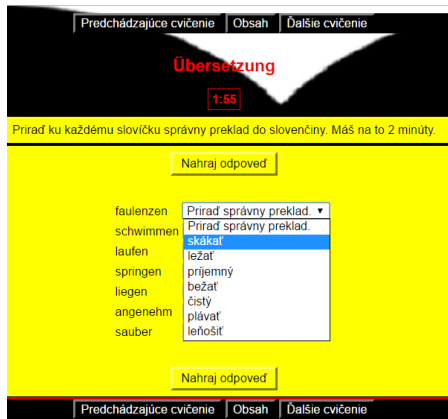 Predchádzajúce cvičenie Obsah Ďalšie cvičenie
Übersetzung
1:55
Priraď ku každému slovíčku správny preklad do slovenčiny. Máš na to 2 minúty.
Nahraj odpoveď
faulenzen Priraď správny preklad. ▼
Priraď správny preklad.
schwimmen
skákať
laufen
ležať
springen
príjemný
bežať
liegen
čistý
angenehm
plávať
sauber
leňošiť
Nahraj odpoveď
Predchádzajúce cvičenie Obsah Ďalšie cvičenie